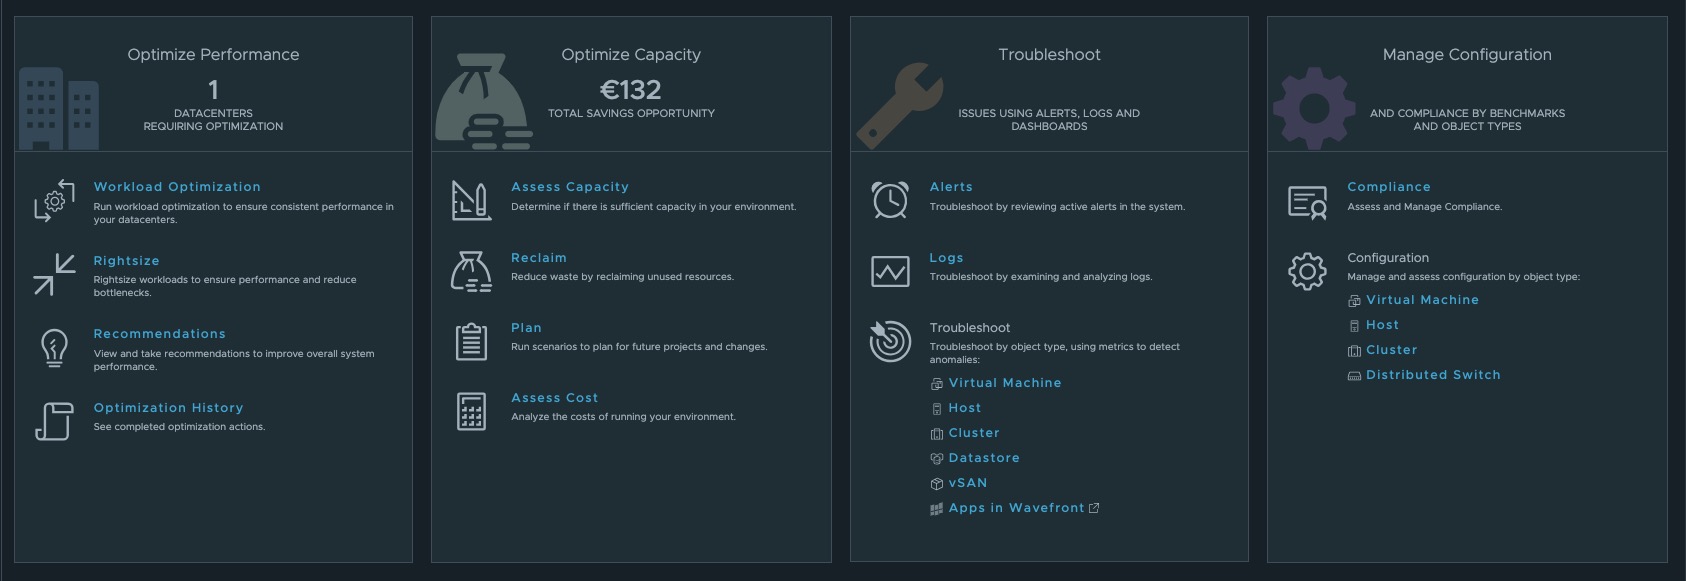 Optimize Performance
1
DATACENTERS
REQUIRING OPTIMIZATION
Workload Optimization
Run workload optimization to ensure consistent performance in
your datacenters.
Rightsize
Rightsize workloads to ensure performance and reduce
bottlenecks.
Recommendations
View and take recommendations to improve overall system
performance.
Optimization History
See completed optimization actions.
Optimize Capacity
€132
TOTAL SAVINGS OPPORTUNITY
Assess Capacity
Determine if there is sufficient capacity in your environment.
Reclaim
Reduce waste by reclaiming unused resources.
Plan
Run scenarios to plan for future projects and changes.
Assess Cost
Analyze the costs of running your environment.
Troubleshoot
ISSUES USING ALERTS, LOGS AND
DASHBOARDS
Alerts
Troubleshoot by reviewing active alerts in the system.
Logs
Troubleshoot by examining and analyzing logs.
Troubleshoot
Troubleshoot by object type, using metrics to detect
anomalies:
Virtual Machine
Host
Cluster
Datastore
vSAN
Apps in Wavefront
Manage Configuration
AND COMPLIANCE BY BENCHMARKS
AND OBJECT TYPES
Compliance
Assess and Manage Compliance.
Configuration
Manage and assess configuration by object type:
Virtual Machine
Host
Cluster
Distributed Switch